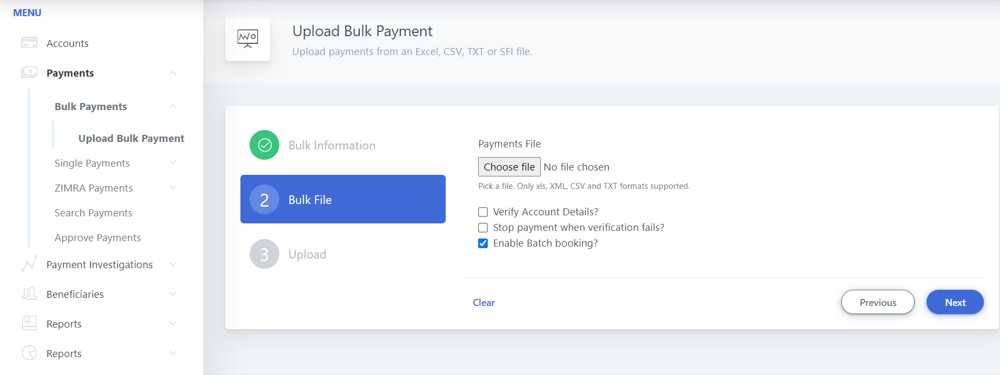 MENU
Accounts
Payments
Bulk Payments
Upload Bulk Payment
Single Payments
ZIMRA Payments
Search Payments
Approve Payments
Payment Investigations
Beneficiaries
Reports
Reports
Upload Bulk Payment
Upload payments from an Excel, CSV, TXT or SFI file.
Bulk Information
2 Bulk File
3 Upload
Payments File
Choose file No file chosen
Pick a file. Only xls, XML, CSV and TXT formats supported.
Verify Account Details?
Stop payment when verification fails?
Enable Batch booking?
Clear
Previous
Next